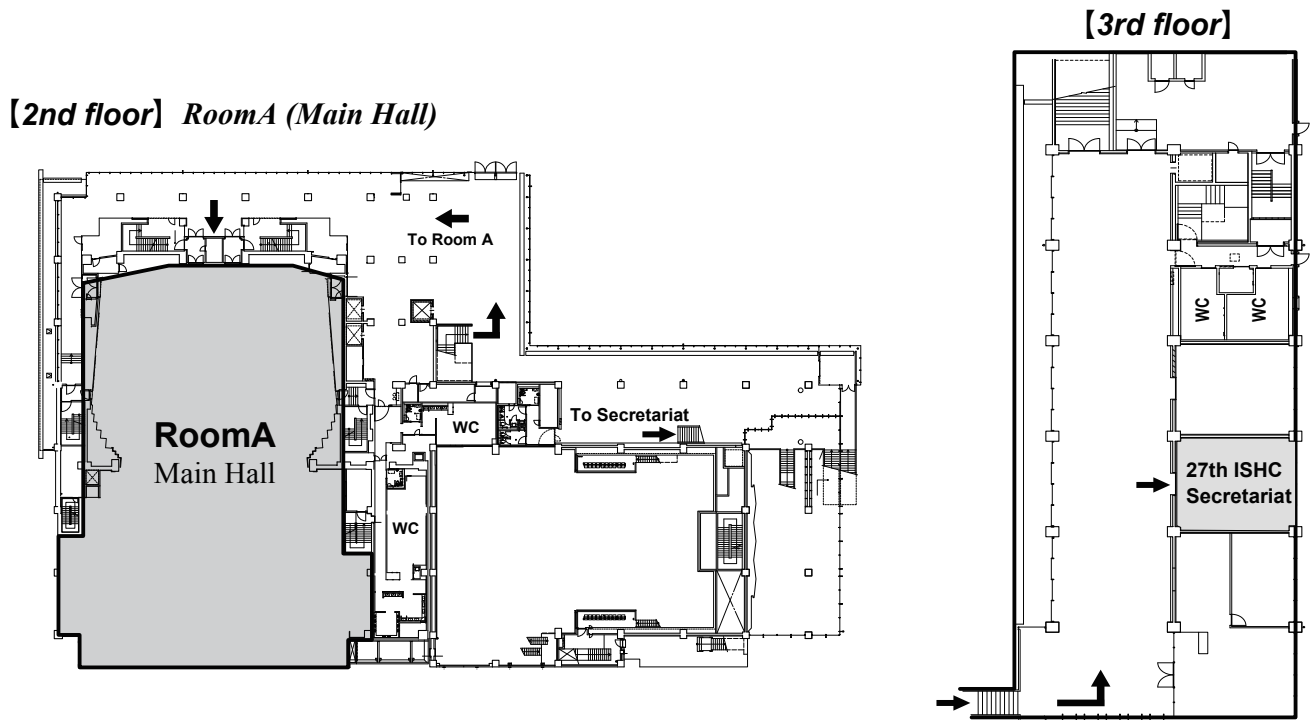 【3rd floor】
【2nd floor】 RoomA (Main Hall)
To Room A
WC
WC
To Secretariat
WC
RoomA
Main Hall
27th ISHC
Secretariat
WC